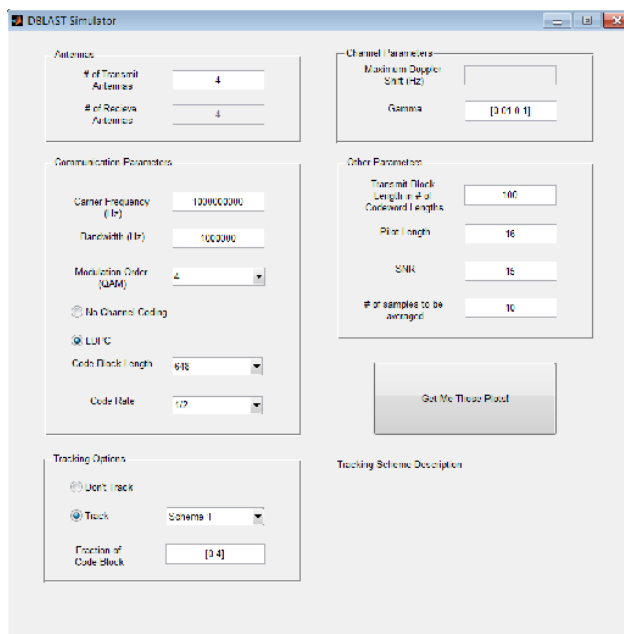 DBLAST Simulator
Antennas
# of Transmit
Antennas
4
# of Recieve
Antennas
4
Communication Parameters
Carrier Frequency
(Hz)
1000000000
Bandwidth (Hz)
1000000
Modulation Order
(QAM)
4
No Channel Coding
LDPC
Code Block Length
648
Code Rate
1/2
Tracking Options
Don't Track
Track
Scheme 1
Fraction of
Code Block
[0.4]
Channel Parameters
Maximum Doppler
Shift (Hz)
Gamma
[0.01 0.1]
Other Parameters
Transmit Block
Length in # of
Codeword Lengths
100
Pilot Length
16
SNR
15
# of samples to be
averaged
10
Get Me Those Plots!
Tracking Scheme Description